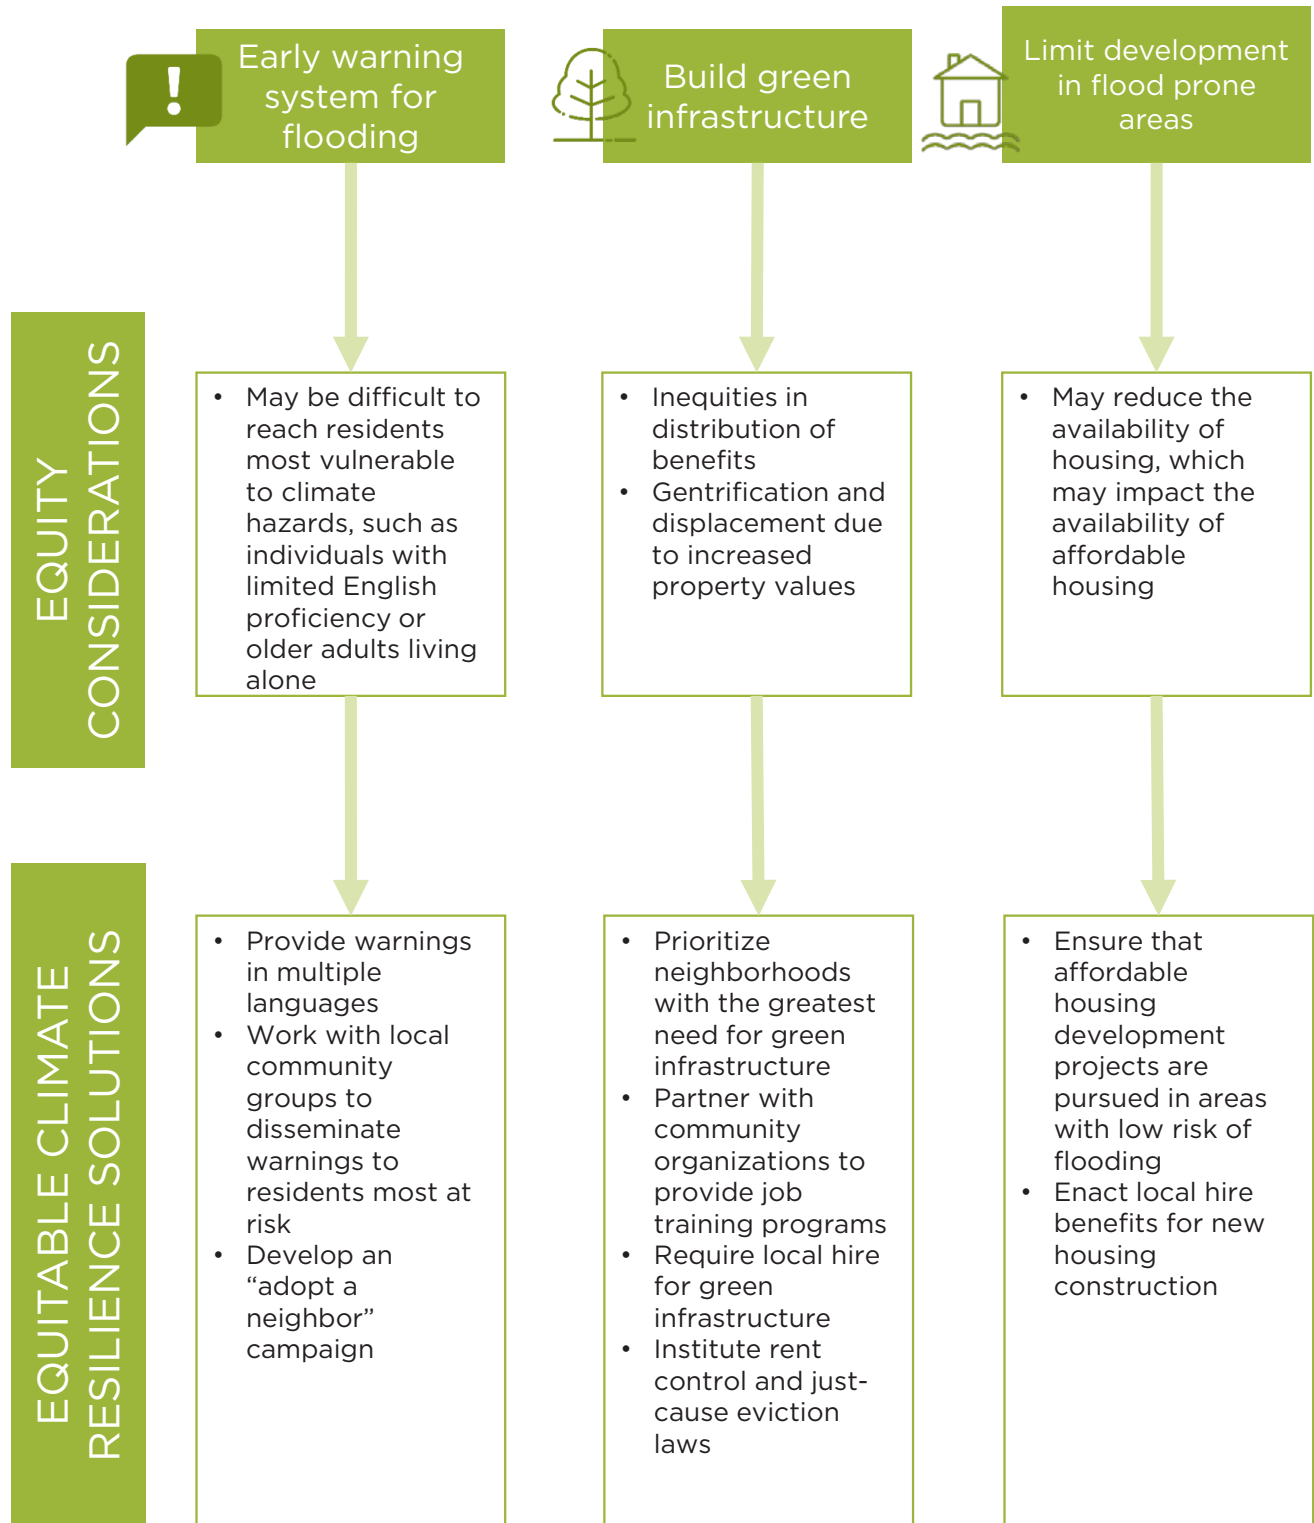 Early warning
system for
flooding
Build green
infrastructure
Limit development
in flood prone
areas
EQUITY
CONSIDERATIONS
• May be difficult to
reach residents
most vulnerable
to climate
hazards, such as
individuals with
limited English
proficiency or
older adults living
alone
• Inequities in
distribution of
benefits
• Gentrification and
displacement due
to increased
property values
• May reduce the
availability of
housing, which
may impact the
availability of
affordable
housing
EQUITABLE CLIMATE
RESILIENCE SOLUTIONS
• Provide warnings
in multiple
languages
• Work with local
community
groups to
disseminate
warnings to
residents most at
risk
• Develop an
“adopt a
neighbor”
campaign
• Prioritize
neighborhoods
with the greatest
need for green
infrastructure
• Partner with
community
organizations to
provide job
training programs
• Require local hire
for green
infrastructure
• Institute rent
control and just-
cause eviction
laws
• Ensure that
affordable
housing
development
projects are
pursued in areas
with low risk of
flooding
• Enact local hire
benefits for new
housing
construction